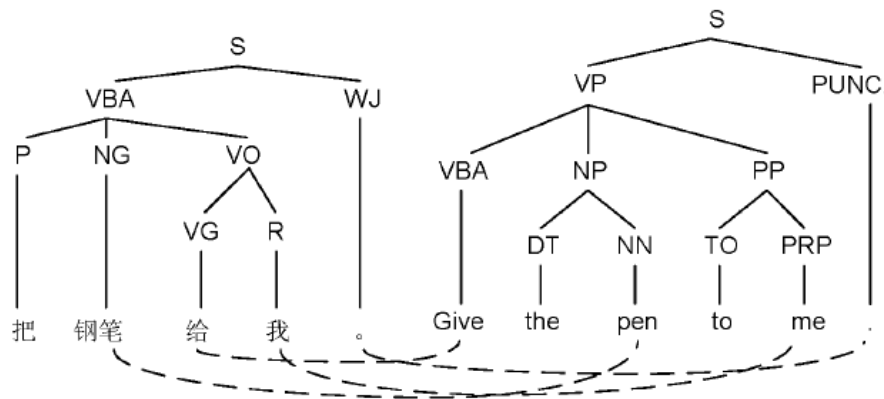 S S
VBA WJ VP PUNC
P NG VO VBA NP PP
VG R DT NN TO PRP
把 钢笔 给 我 。 Give the pen to me .